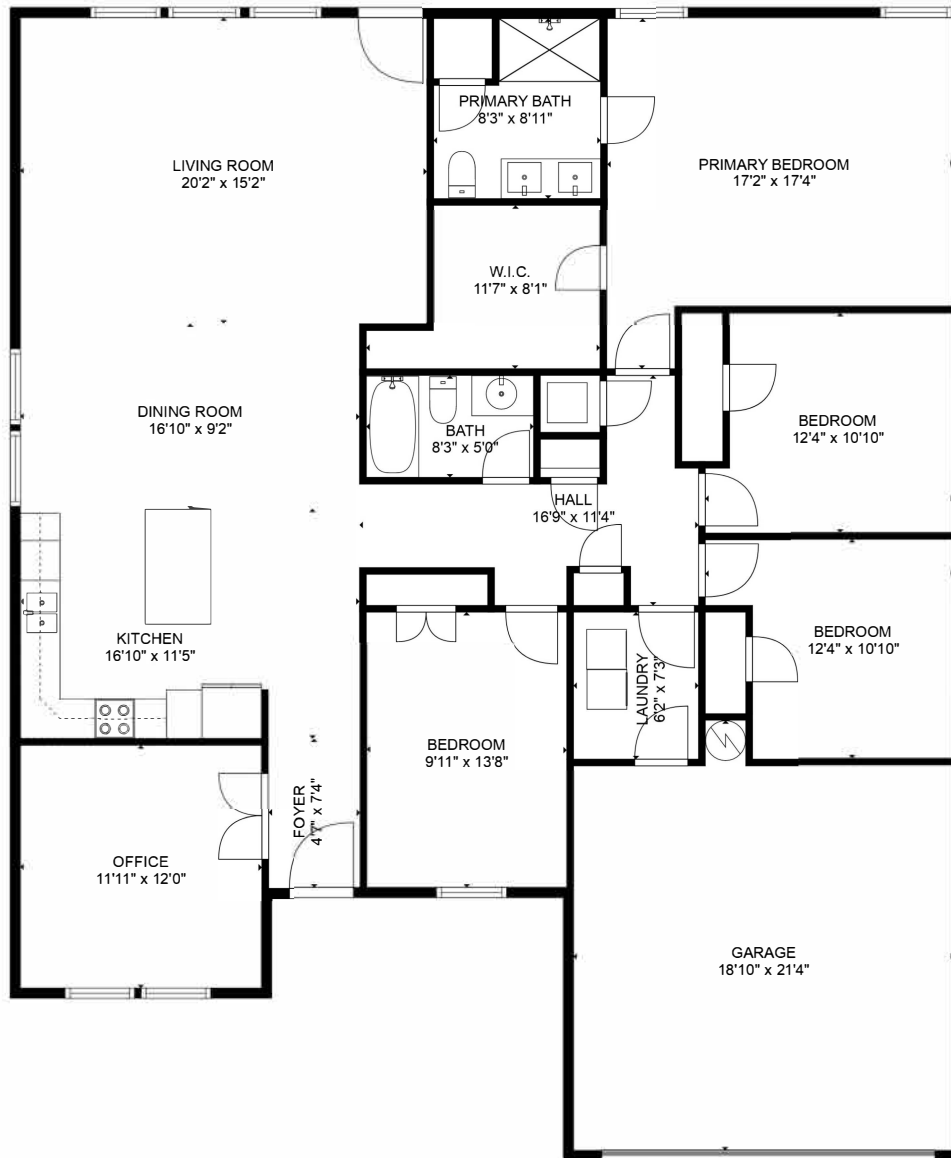 PRIMARY BATH
8'3" x 8'11"
LIVING ROOM
20'2" x 15'2"
PRIMARY BEDROOM
17'2" x 17'4"
W.I.C.
11'7" x 8'1"
DINING ROOM
16'10" x 9'2"
BATH
8'3" x 5'0"
BEDROOM
12'4" x 10'10"
HALL
16'9" x 11'4"
KITCHEN
16'10" x 11'5"
BEDROOM
12'4" x 10'10"
LAUNDRY
6'2" x 7'3"
BEDROOM
9'11" x 13'8"
FOYER
x 7'4"
OFFICE
11'11" x 12'0"
GARAGE
18'10" x 21'4"